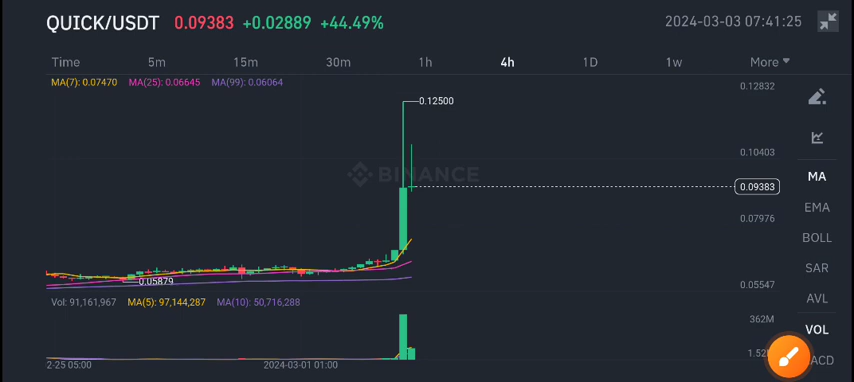 QUICK/USDT 0.09383 +0.02889 +44.49% 2024-03-03 07:41:25
Time 5m 15m 30m 1h 4h 1D 1w More
MA(7): 0.07470 MA(25): 0.06645 MA(99): 0.06064
0.12832
0.12500
0.10403
MA
BINANCE
0.09383
EMA
0.07976
BOLL
SAR
0.05879
0.05547
Vol: 91,161,967 MA(5): 97,144,287 MA(10): 50,716,288
AVL
362M
VOL
1.52
ACD
2-25 05:00 2024-03-01 01:00